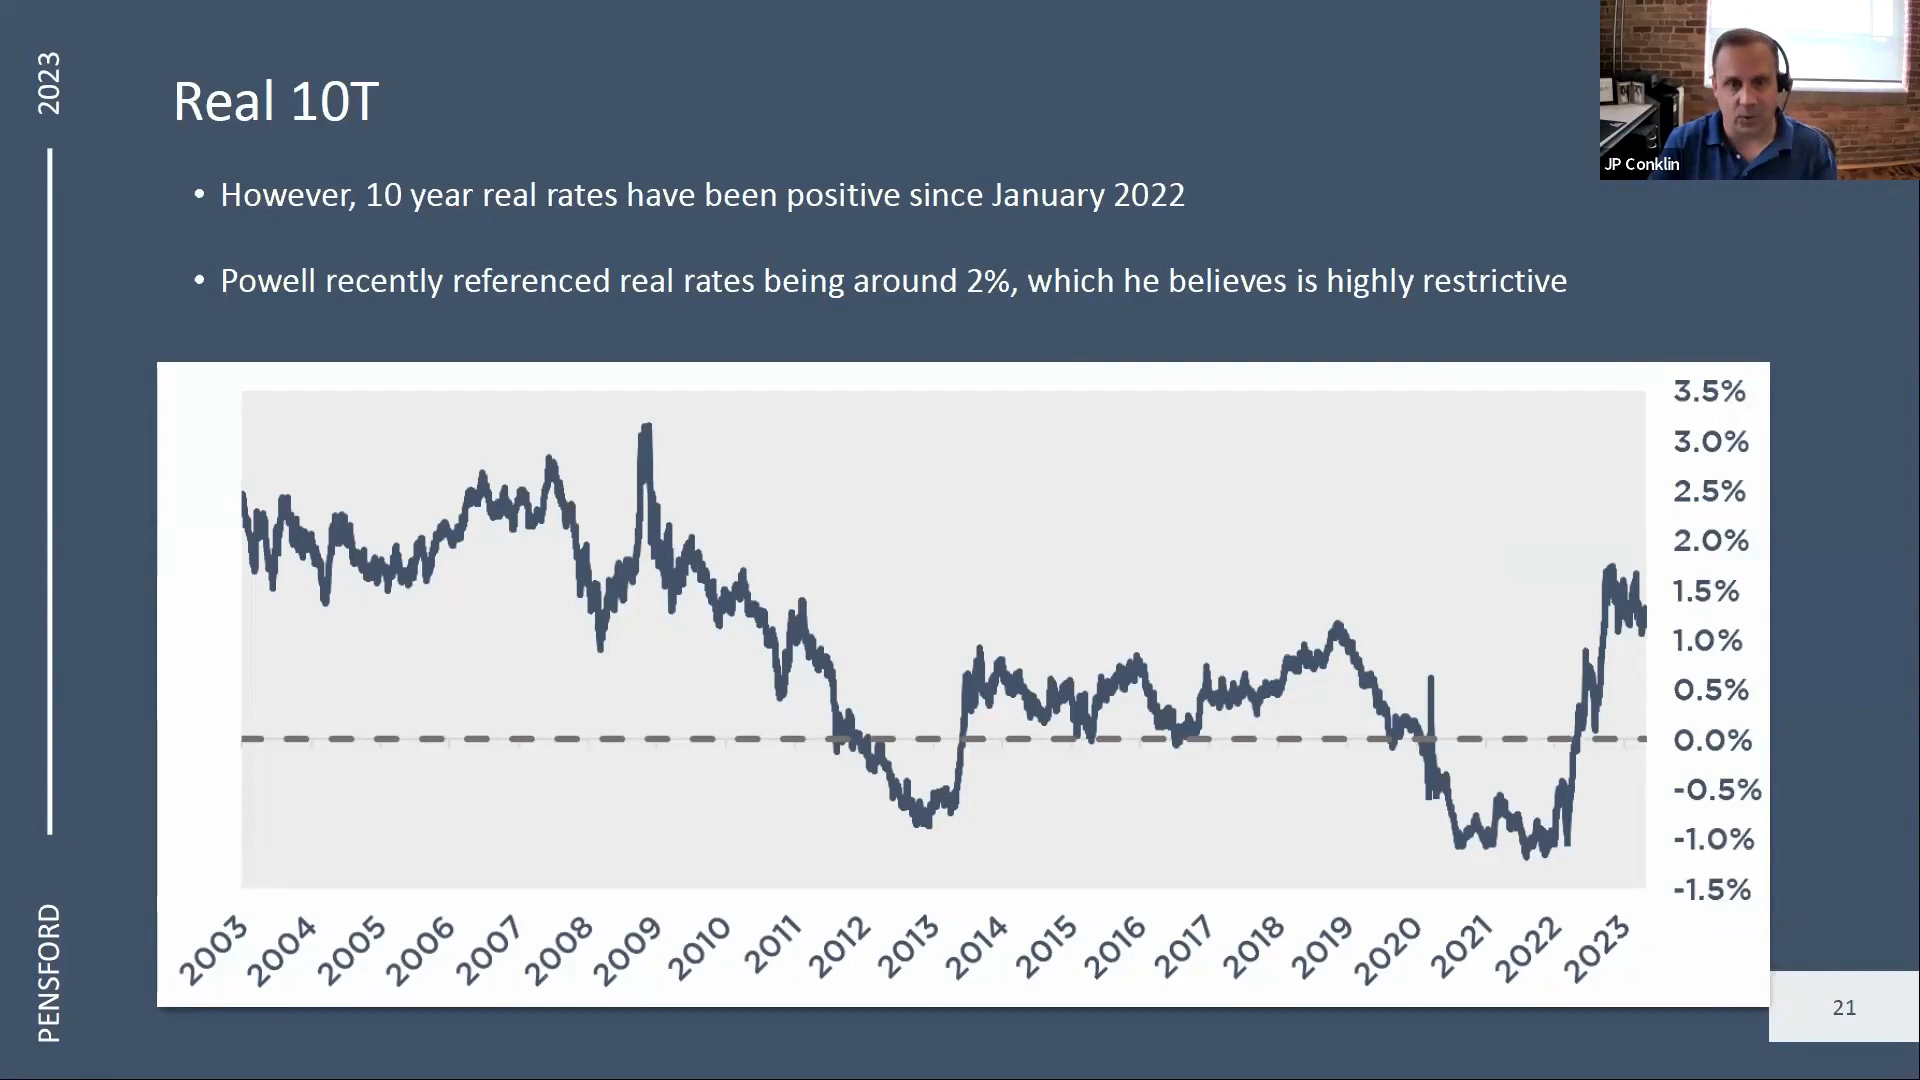 2023
PENSFORD
Real 10T
• However, 10 year real rates have been positive since January 2022
• Powell recently referenced real rates being around 2%, which he believes is highly restrictive
JP Conklin
3.5%
3.0%
2.5%
2.0%
1.5%
1.0%
0.5%
0.0%
-0.5%
-1.0%
-1.5%
2003 2004 2005 2006 2007 2008 2009 2010 2011 2012 2013 2014 2015 2016 2017 2018 2019 2020 2021 2022 2023
21